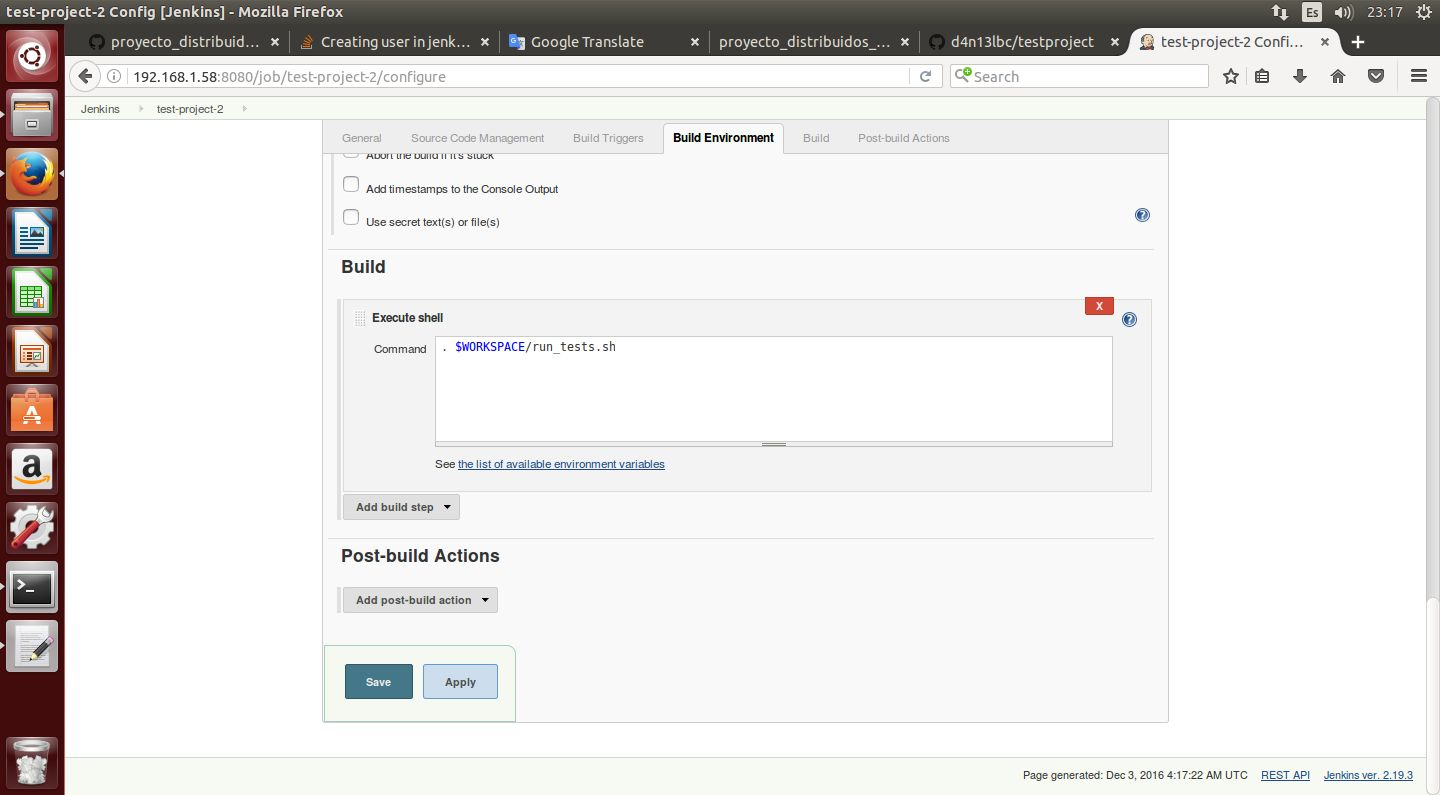 test-project-2 Config [Jenkins] - Mozilla Firefox
Es
23:17
proyecto_distribuid...
Creating user in jenk...
Google Translate
proyecto_distribuidos_...
d4n13lbc/testproject
test-project-2 Confi...
192.168.1.58:8080/job/test-project-2/configure
Search
Jenkins
test-project-2
General
Source Code Management
Build Triggers
Build Environment
Build
Post-build Actions
Abort the build if it's stuck
Add timestamps to the Console Output
Use secret text(s) or file(s)
Build
X
Execute shell
Command
. $WORKSPACE/run_tests.sh
See the list of available environment variables
Add build step
Post-build Actions
Add post-build action
Save
Apply
Page generated: Dec 3, 2016 4:17:22 AM UTC
REST API
Jenkins ver. 2.19.3